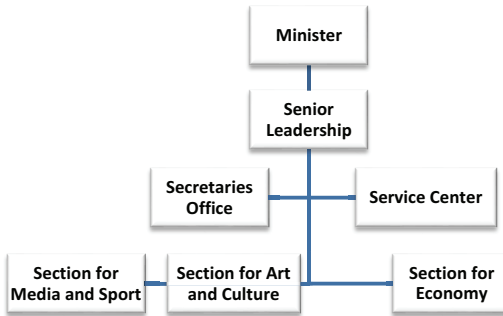 Minister
Senior
Leadership
Secretaries
Office
Service Center
Section for
Media and Sport
Section for Art
and Culture
Section for
Economy